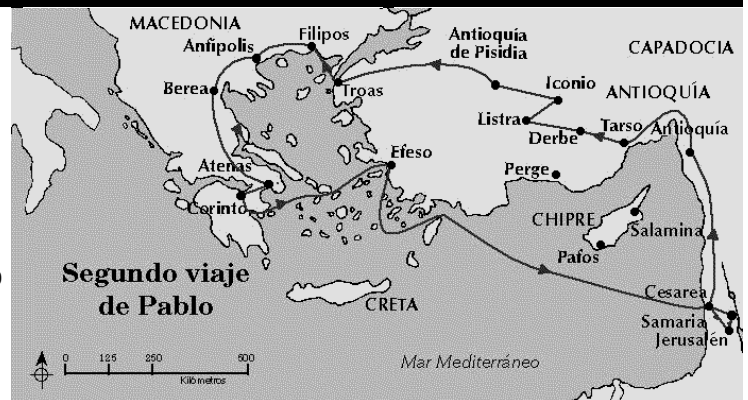 MACEDONIA
Filipos
Anfipolis
Antioquía
de Pisidia
CAPADOCIA
Berea
Troas
Iconio
ANTIOQUÍA
Listra
Derbe
Tarso
Antioquía
Atenas
Efeso
Perge
Corinto
CHIPRE
Salamina
Pafos
Segundo viaje
de Pablo
CRETA
Cesarea
Samaria
Jerusalén
Mar Mediterráneo
0 125 250 500
Kilómetros